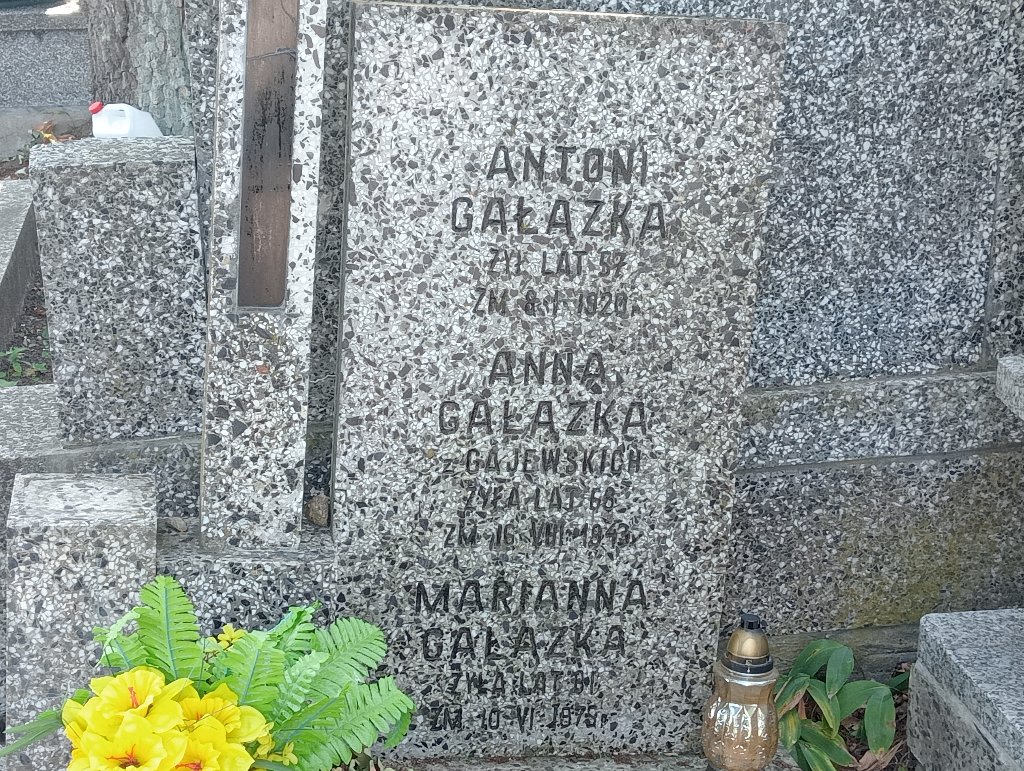 ANTONI
GAŁĄZKA
ŻYŁ LAT 57
ZM. 8 I 1920 r.
ANNA
GAŁĄZKA
z GAJEWSKICH
ŻYŁA LAT 68
ZM. 16 VIII 1943 r.
MARIANNA
GAŁĄZKA
ŻYŁA LAT
ZM. 10 VI 1975 r.